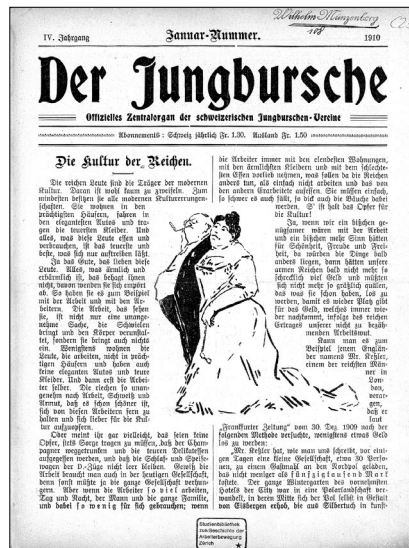 Wilhelm Münzenberg
IV. Jahrgang
Januar-Nummer.
1910
Der Jungbursche
Offizielles Zentralorgan der schweizerischen Jungburschen-Vereine
Abonnements: Schweiz jährlich Fr. 1.30. Ausland Fr. 1.50
Die Kultur der Reichen.
Die reichen Leute sind die Träger der modernen
Kultur. Daran ist wohl kaum zu zweifeln. Zum
mindesten besitzen sie alle modernen Kulturerrungen-
schaften. Sie wohnen in den
prächtigsten Häusern, fahren in
den elegantesten Autos und tra-
gen die teuersten Kleider. Und
alles, was diese Leute essen und
verbrauchen, ist das teuerste und
beste, was sich nur auftreiben läßt.
Ja das Gute, das lieben diese
Leute. Alles, was ärmlich und
erbärmlich ist, das behagt ihnen
nicht, davon wenden sie sich empört
ab. So haben sie es zum Beispiel
mit der Arbeit und mit den Ar-
beitern. Die Arbeit, das sehen
sie, ist nicht nur eine unange-
nehme Sache, die Schwielen
bringt und den Körper verunstal-
tet, sondern sie bringt auch nichts
ein. Wenigstens wohnen die
Leute, die arbeiten, nicht in präch-
tigen Häusern und haben auch
keine eleganten Autos und teure
Kleider. Und dann erst die Arbei-
ter selber. Die riechen so unan-
genehm nach Arbeit, Schweiß und
Armut, daß es schon schöner ist,
sich von diesen Arbeitern fern zu
halten und sich lieber für die Kul-
tur aufzuopfern.
Oder meint ihr gar vielleicht, das seien keine
Opfer, stets Sorge tragen zu müssen, daß der Cham-
pagner weggetrunken und die teuren Delikatessen
aufgegessen werden, und daß die Schlaf- und Speise-
wagen der D-Züge nicht leer bleiben. Gewiß die
Arbeit braucht man auch in der heutigen Gesellschaft,
denn sonst müßte ja die ganze Gesellschaft verhun-
gern. Aber wenn die Arbeiter so viel arbeiten,
Tag und Nacht, der Mann und die ganze Familie,
und dabei so wenig für sich gebrauchen; wenn
die Arbeiter immer mit den elendesten Wohnungen,
mit den ärmlichsten Kleidern und mit dem schlechte-
sten Essen vorlieb nehmen, was sollen da die Reichen
anders tun, als einfach nicht arbeiten und das von
den andern Erarbeitete aufessen. Sie müssen einfach,
so schwer es auch fällt, so dick auch die Bäuche dabei
werden. S' ist halt das Opfer für
die Kultur!
Ja, wenn wir ein bißchen ge-
nügsamer wären mit der Arbeit
und ein bißchen mehr Sinn hätten
für Schönheit, Freude und Frei-
heit, da würden die Dinge bald
anders liegen, dann hätten unsere
armen Reichen bald nicht mehr so
schrecklich viel Geld und müßten
sich nicht mehr so gräßlich quälen,
das was sie schon haben, los zu
werden, damit es wieder Platz gibt
für das Geld, welches immer wie-
der nachkommt, infolge des reichen
Ertrages unserer nicht zu bezäh-
menden Arbeitswut.
Kann man es zum
Beispiel jenem Englän-
der namens Mr. Keßler,
einem der reichsten Män-
ner in
Lon-
don,
verar-
gen,
daß er
laut
„Frankfurter Zeitung“ vom 30. Dez. 1909 nach der
folgenden Methode versuchte, wenigstens etwas Geld
los zu werden:
„Mr. Keßler hat, wie man uns schreibt, vor eini-
gen Tagen eine kleine Gesellschaft, etwa 30 Perso-
nen, zu einem Gastmahl an den Nordpol geladen,
das nicht weniger als fünfzigtausend Mark
kostete. Der ganze Wintergarten des vornehmsten
Hotels der City war in eine Polarlandschaft ver-
wandelt, in deren Mitte sich der Pol selbst in Gestalt
von Eisbergen erhob, die aus Silbertuch in kunst-
Studienbibliothek
zur Geschichte der
Arbeiterbewegung
Zürich